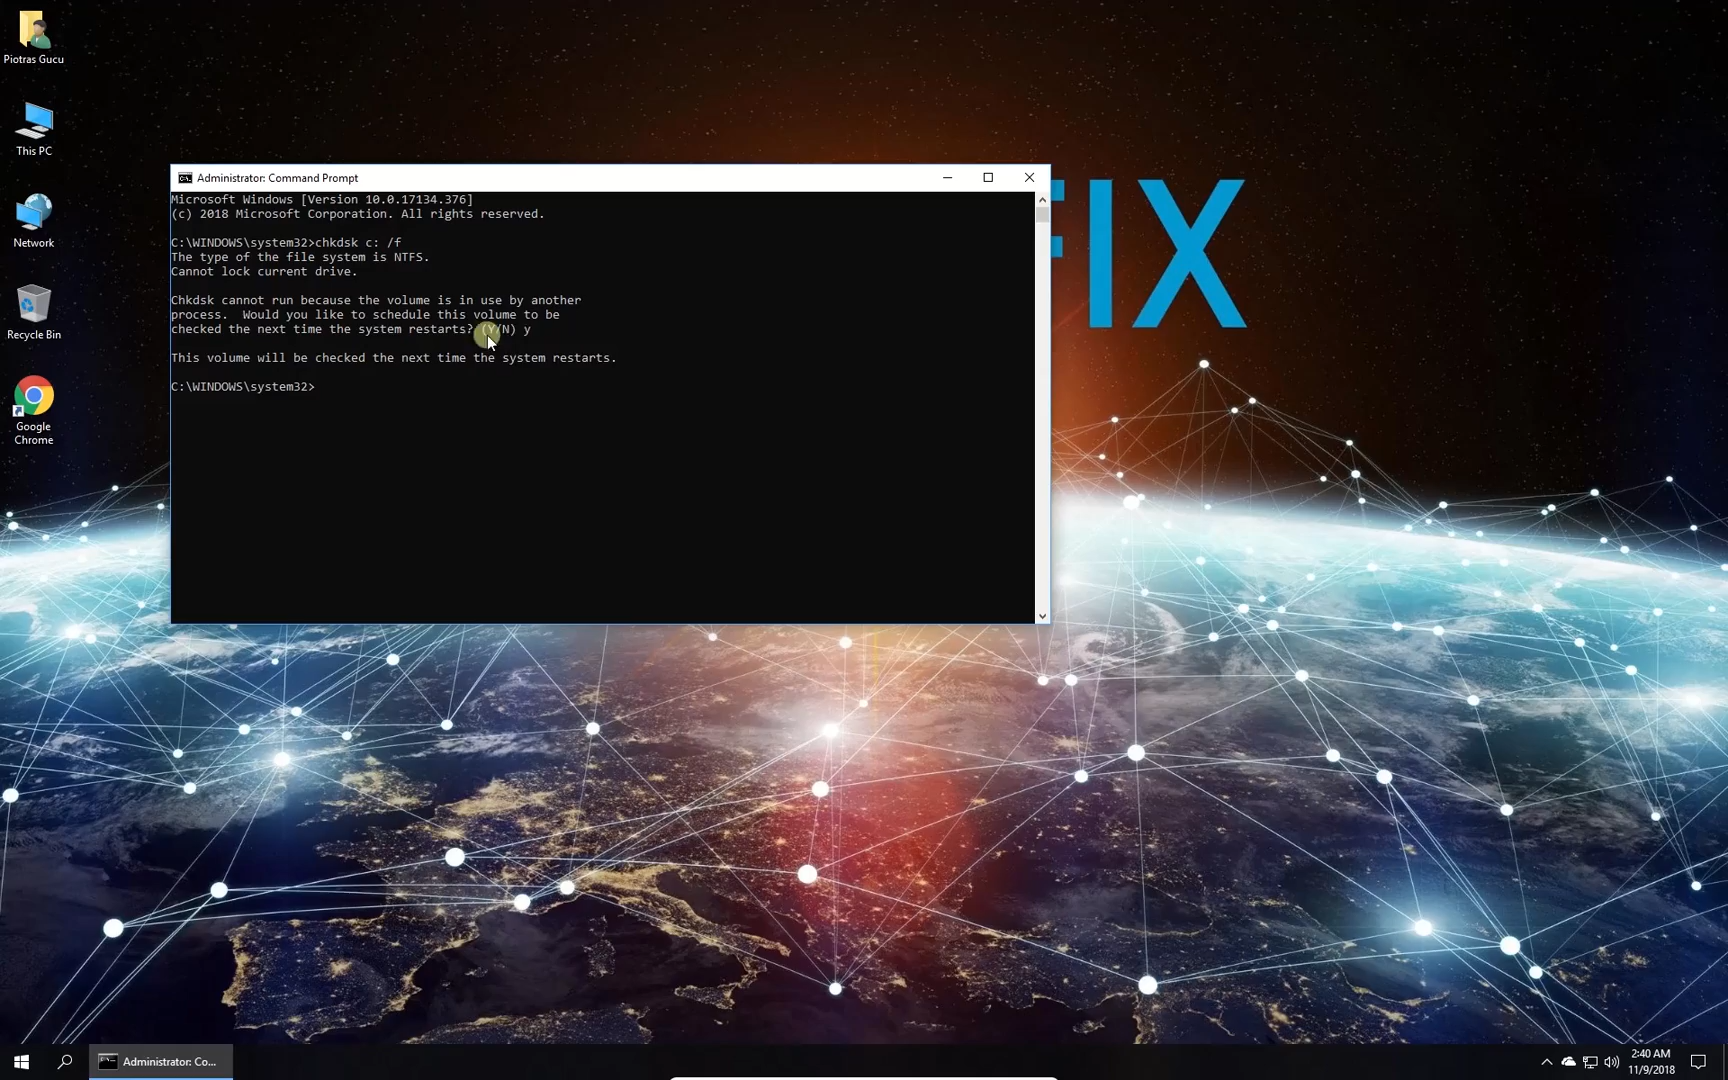 Piotras Gucu
This PC
Network
Recycle Bin
Google
Chrome
Administrator: Command Prompt
Microsoft Windows [Version 10.0.17134.376]
(c) 2018 Microsoft Corporation. All rights reserved.
C:\WINDOWS\system32>chkdsk c: /f
The type of the file system is NTFS.
Cannot lock current drive.
Chkdsk cannot run because the volume is in use by another
process.  Would you like to schedule this volume to be
checked the next time the system restarts? (Y/N) y
This volume will be checked the next time the system restarts.
C:\WINDOWS\system32>
FIX
Administrator: Co...
2:40 AM
11/9/2018